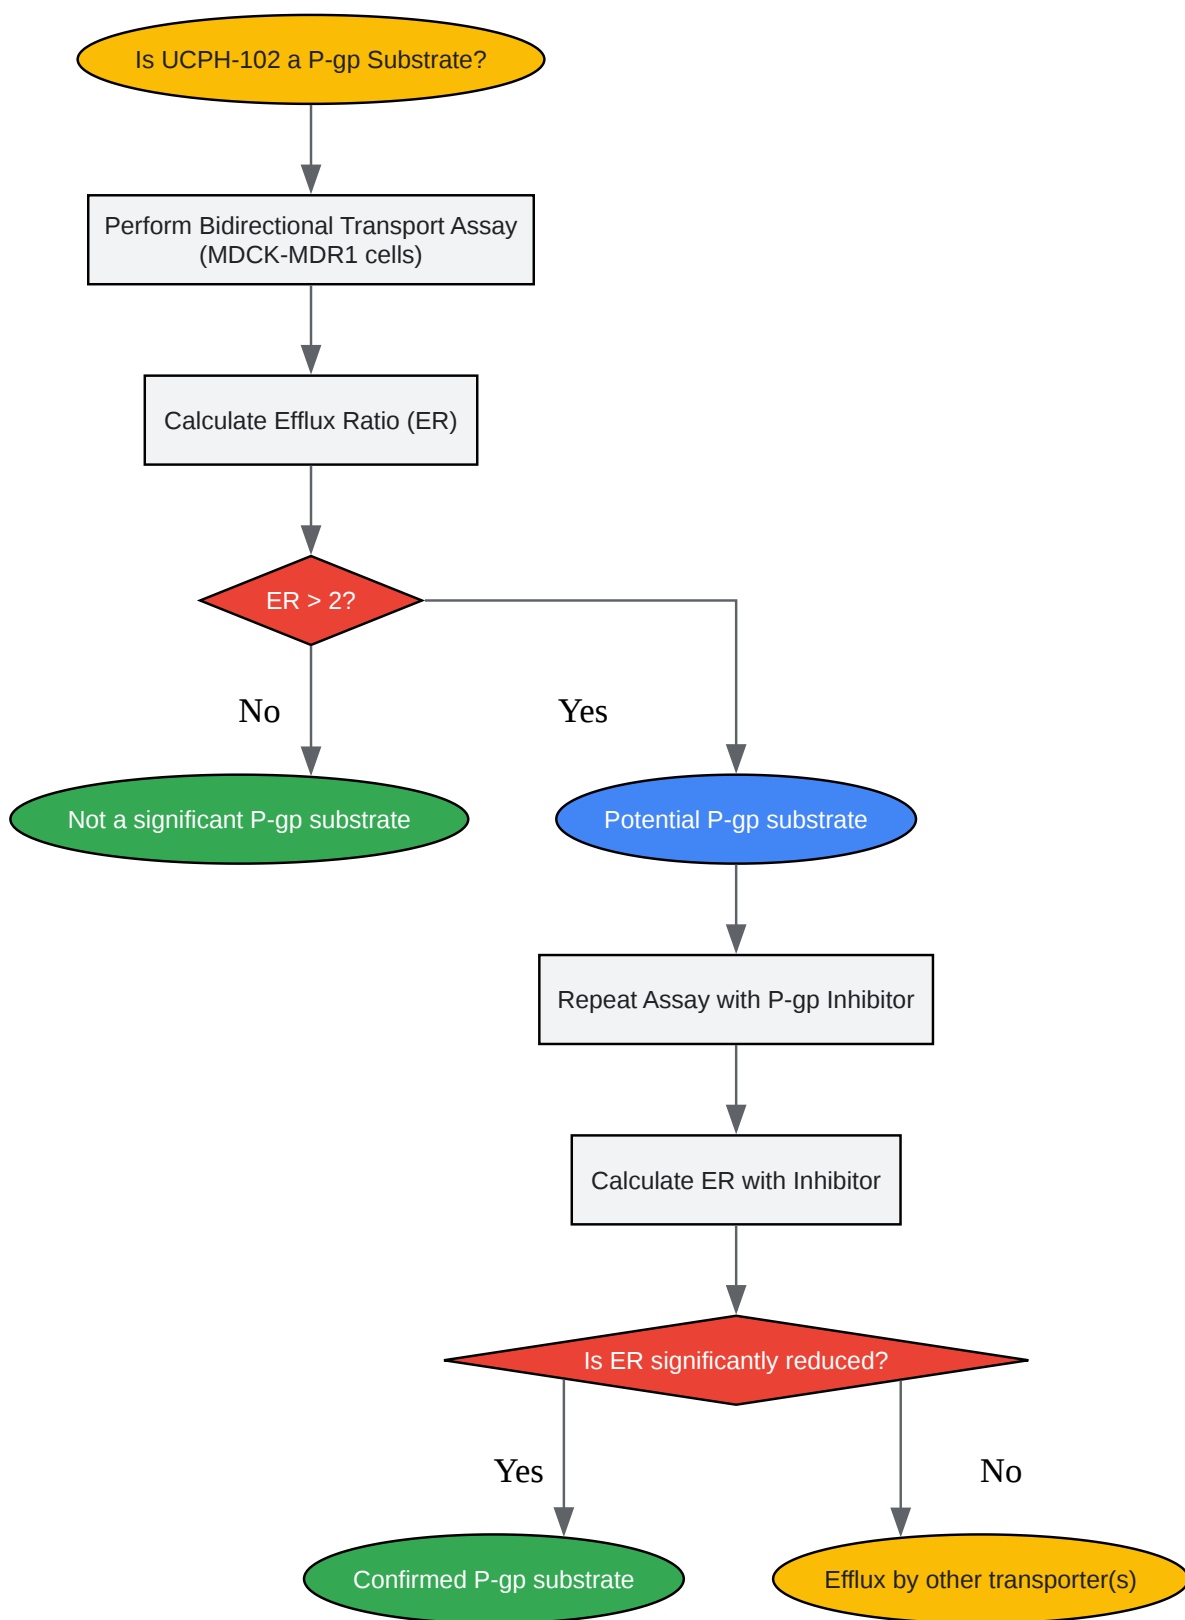 Is UCPH-102 a P-gp Substrate?
Perform Bidirectional Transport Assay
(MDCK-MDR1 cells)
Calculate Efflux Ratio (ER)
ER > 2?
No
Yes
Not a significant P-gp substrate
Potential P-gp substrate
Repeat Assay with P-gp Inhibitor
Calculate ER with Inhibitor
Is ER significantly reduced?
Yes
No
Confirmed P-gp substrate
Efflux by other transporter(s)